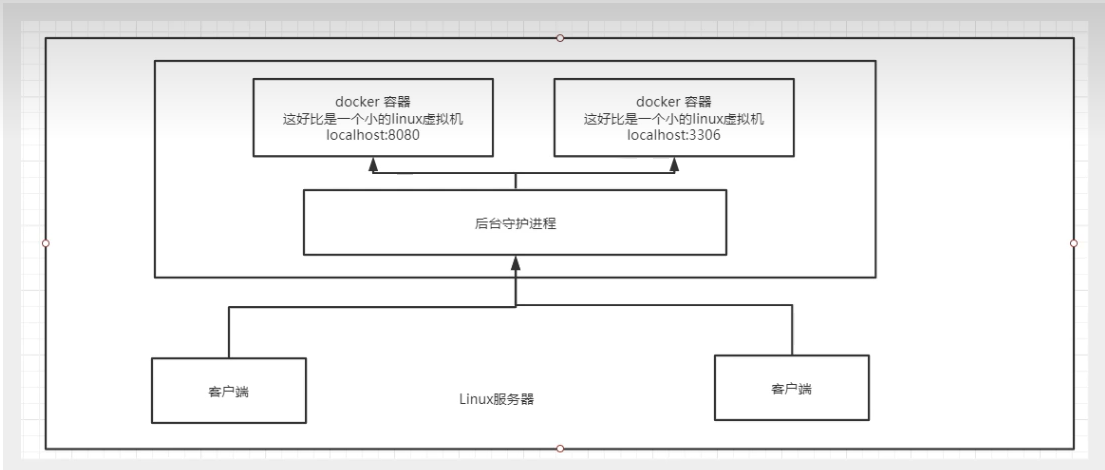 docker 容器
这好比是一个小的linux虚拟机
localhost:8080
docker 容器
这好比是一个小的linux虚拟机
localhost:3306
后台守护进程
客户端
Linux服务器
客户端